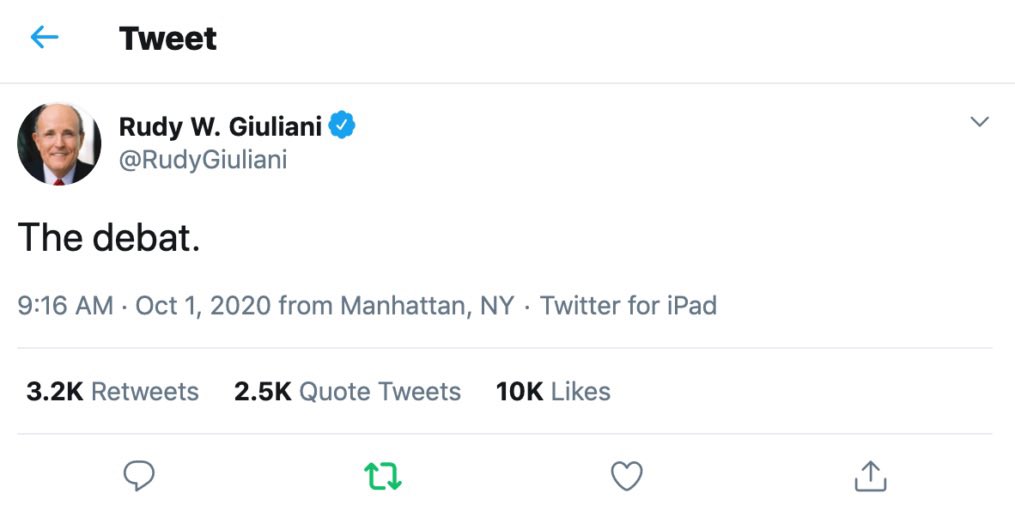 Tweet
Rudy W. Giuliani
@RudyGiuliani
The debat.
9:16 AM · Oct 1, 2020 from Manhattan, NY · Twitter for iPad
3.2K Retweets 2.5K Quote Tweets 10K Likes